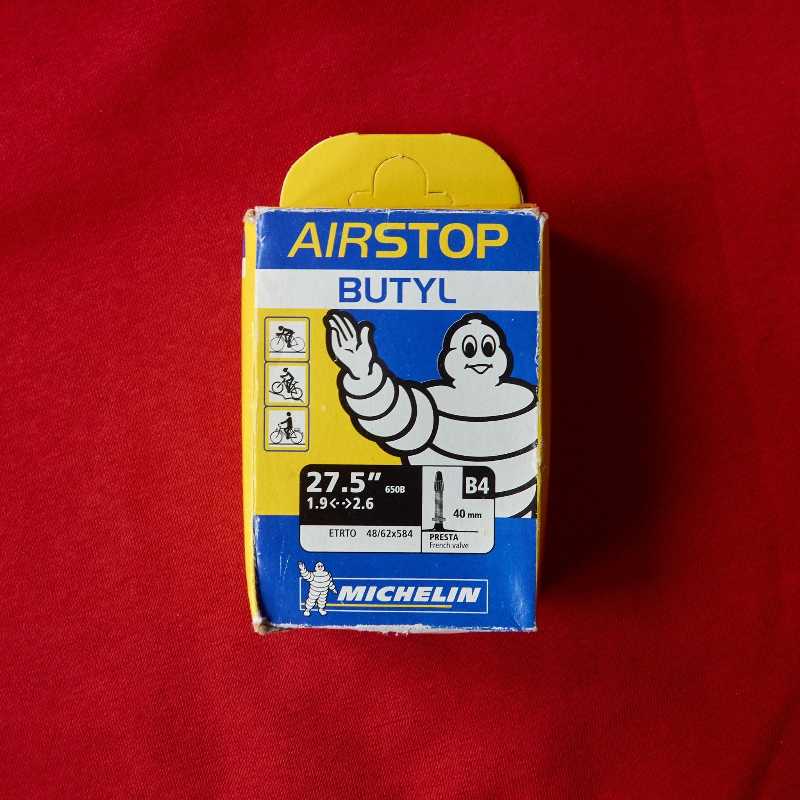 AIRSTOP
BUTYL
27.5" 650B
1.9<-->2.6
ETRTO 48/62x584
B4
40 mm
PRESTA
French valve
MICHELIN